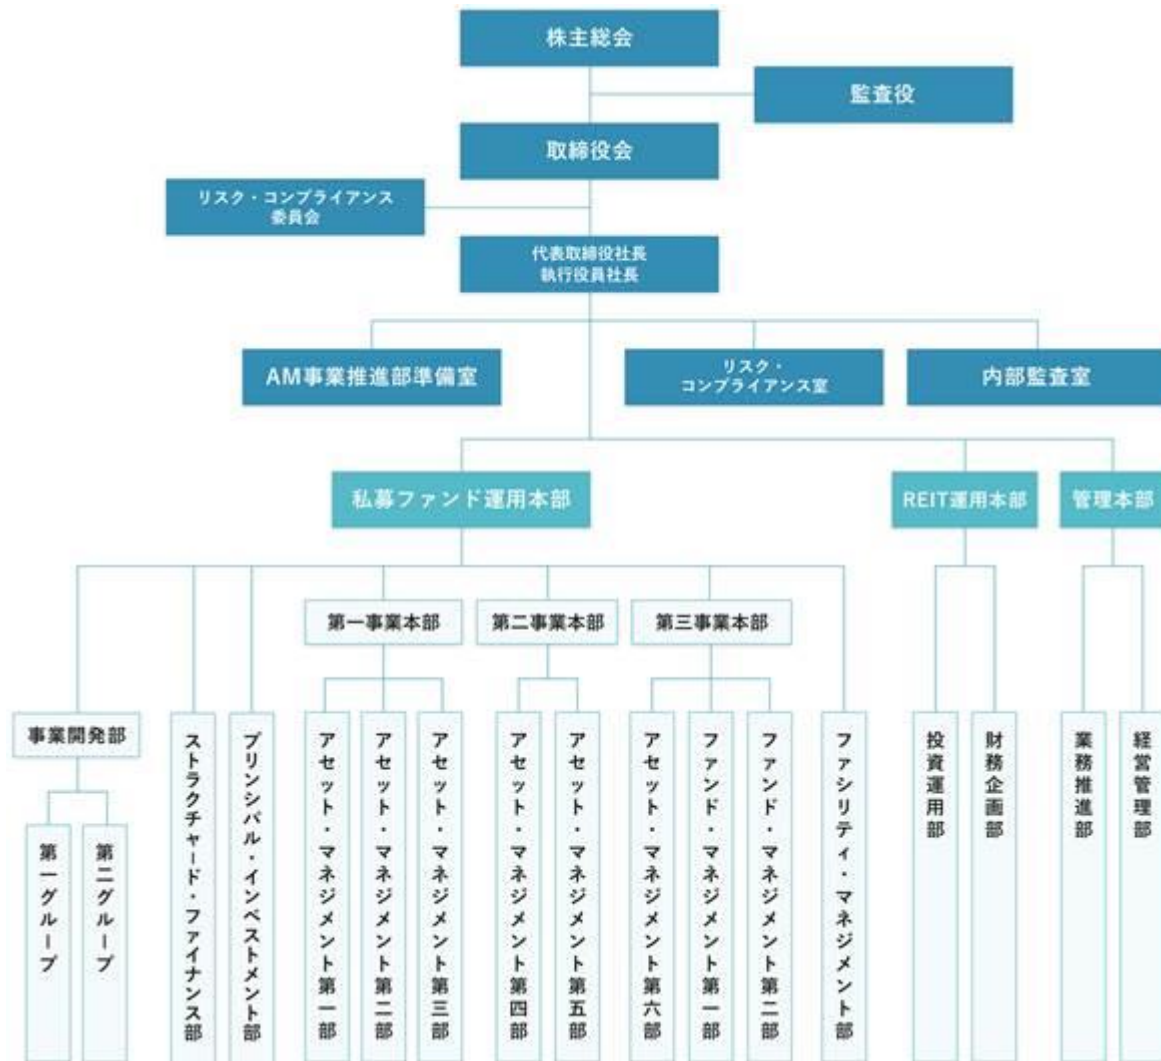 株主総会
監査役
取締役会
リスク・コンプライアンス
委員会
代表取締役社長
執行役員社長
AM事業推進部準備室
リスク・
コンプライアンス室
内部監査室
私募ファンド運用本部
REIT運用本部
管理本部
第一事業本部
第二事業本部
第三事業本部
事業開発部
第一グループ
第二グループ
ストラクチャード・ファイナンス部
プリンシパル・インベストメント部
アセット・マネジメント第一部
アセット・マネジメント第二部
アセット・マネジメント第三部
アセット・マネジメント第四部
アセット・マネジメント第五部
アセット・マネジメント第六部
ファンド・マネジメント第一部
ファンド・マネジメント第二部
ファシリティ・マネジメント部
投資運用部
財務企画部
業務推進部
経営管理部